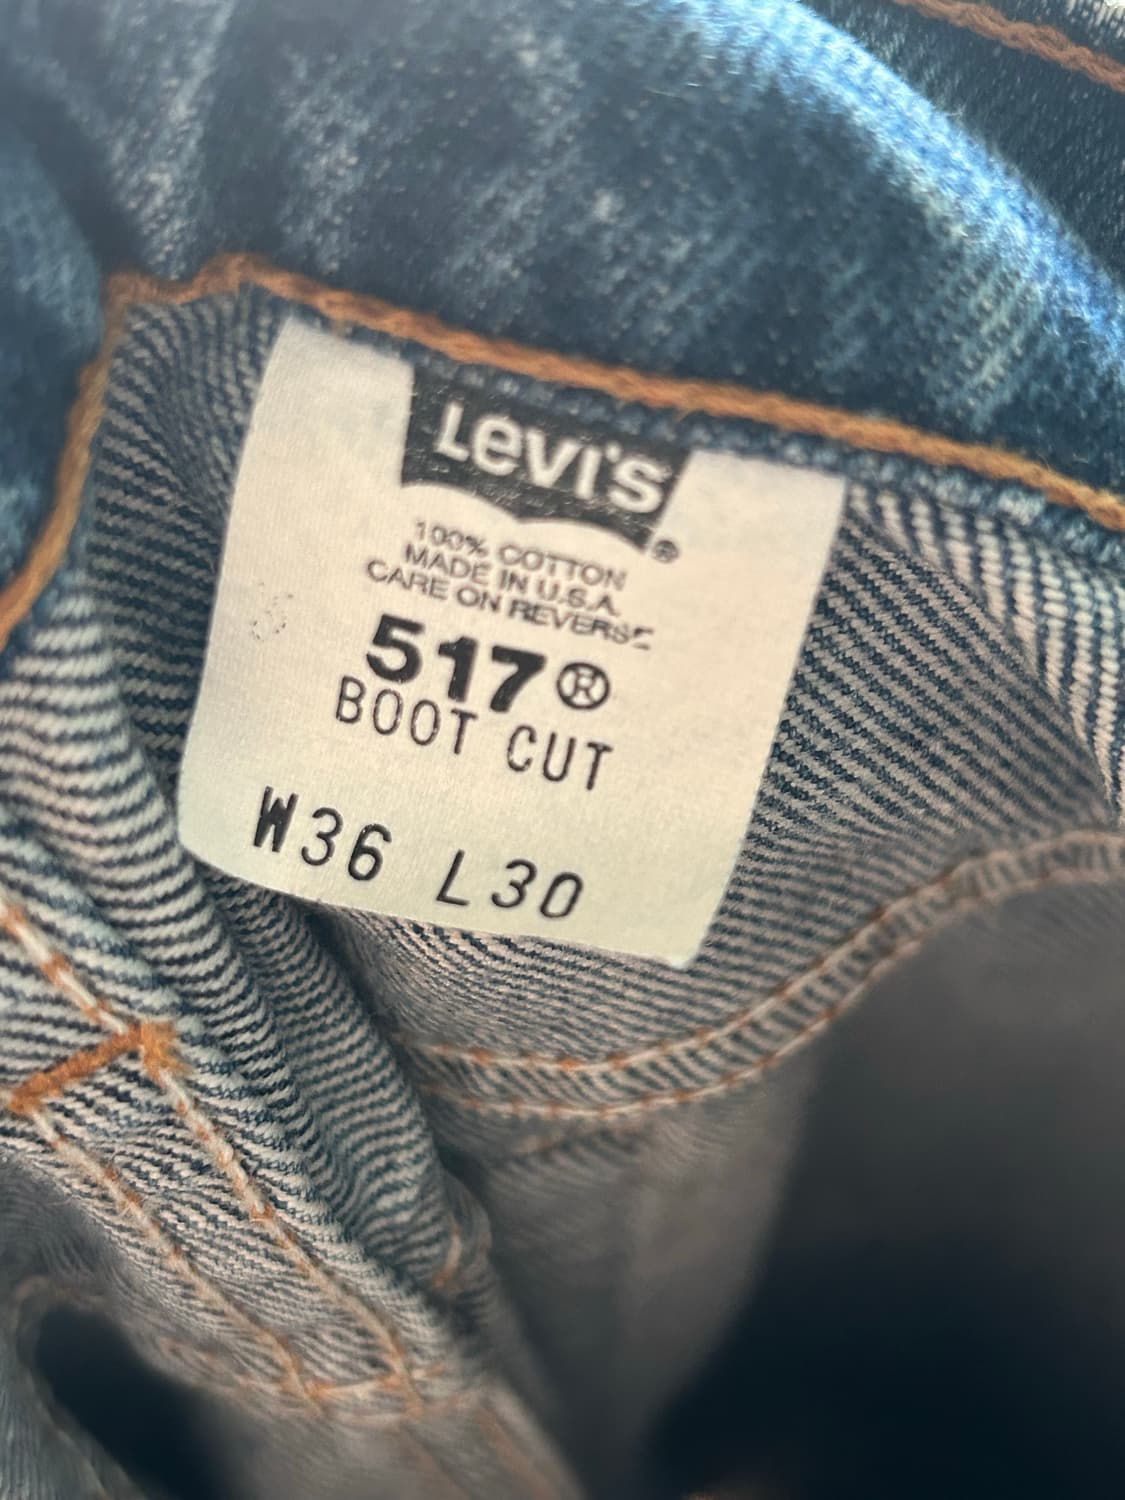 Levi's®
100% COTTON
MADE IN U.S.A.
CARE ON REVERSE
517®
BOOT CUT
W36 L30